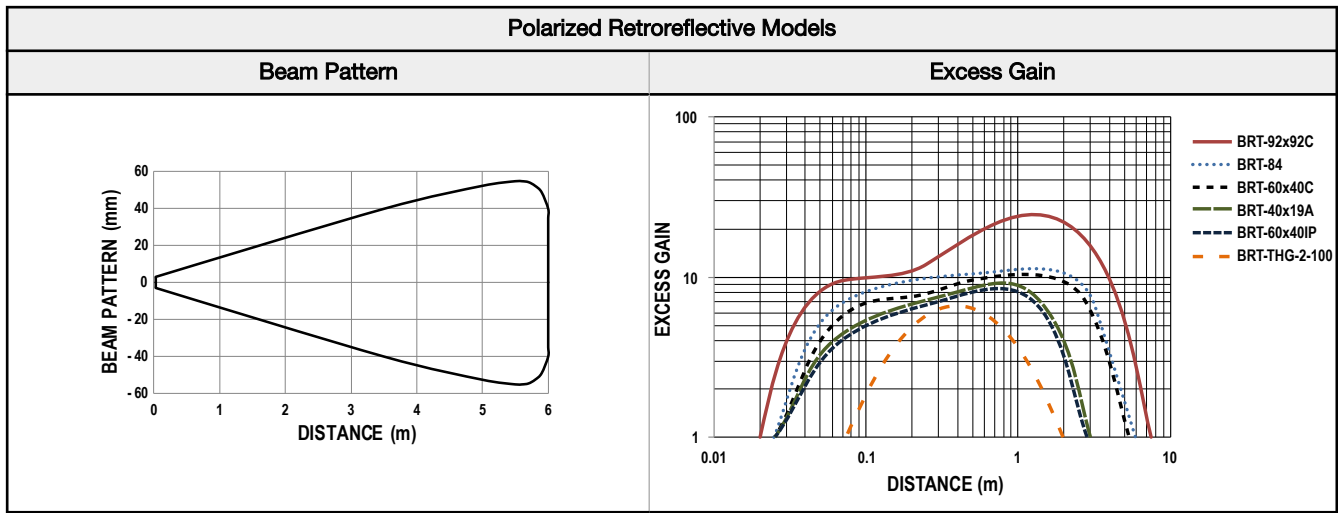 Polarized Retroreflective Models
Beam Pattern
Excess Gain
BEAM PATTERN (mm)
60
40
20
0
- 20
- 40
- 60
0 1 2 3 4 5 6
DISTANCE (m)
EXCESS GAIN
100
10
1
0.01 0.1 1 10
DISTANCE (m)
BRT-92x92C
BRT-84
BRT-60x40C
BRT-40x19A
BRT-60x40IP
BRT-THG-2-100